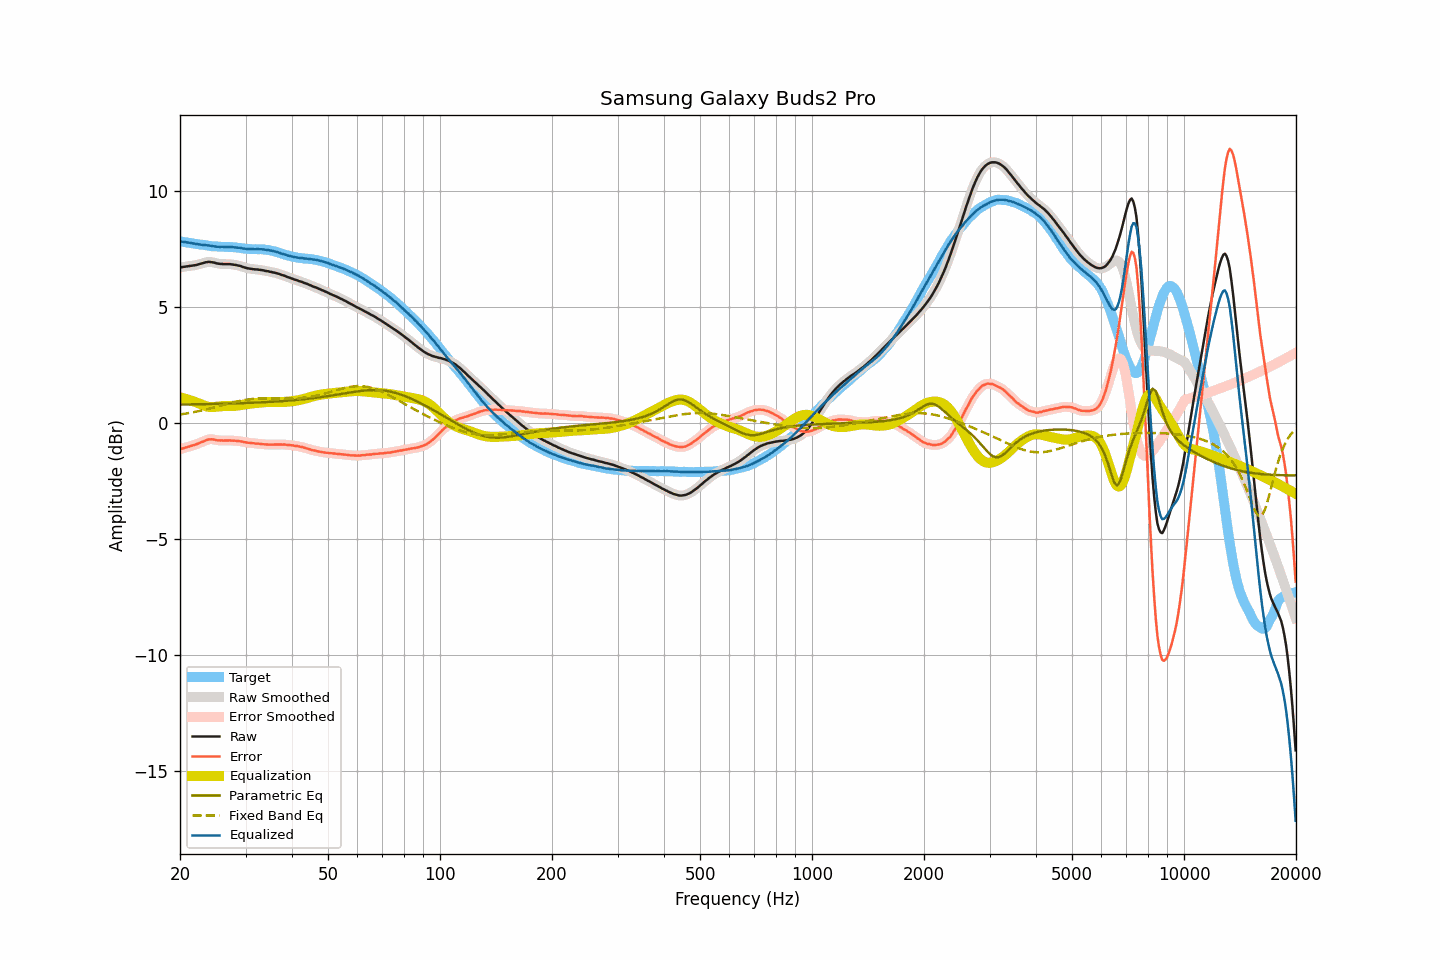 Samsung Galaxy Buds2 Pro
Amplitude (dBr)
10
5
0
−5
−10
−15
Target
Raw Smoothed
Error Smoothed
Raw
Error
Equalization
Parametric Eq
Fixed Band Eq
Equalized
20 50 100 200 500 1000 2000 5000 10000 20000
Frequency (Hz)